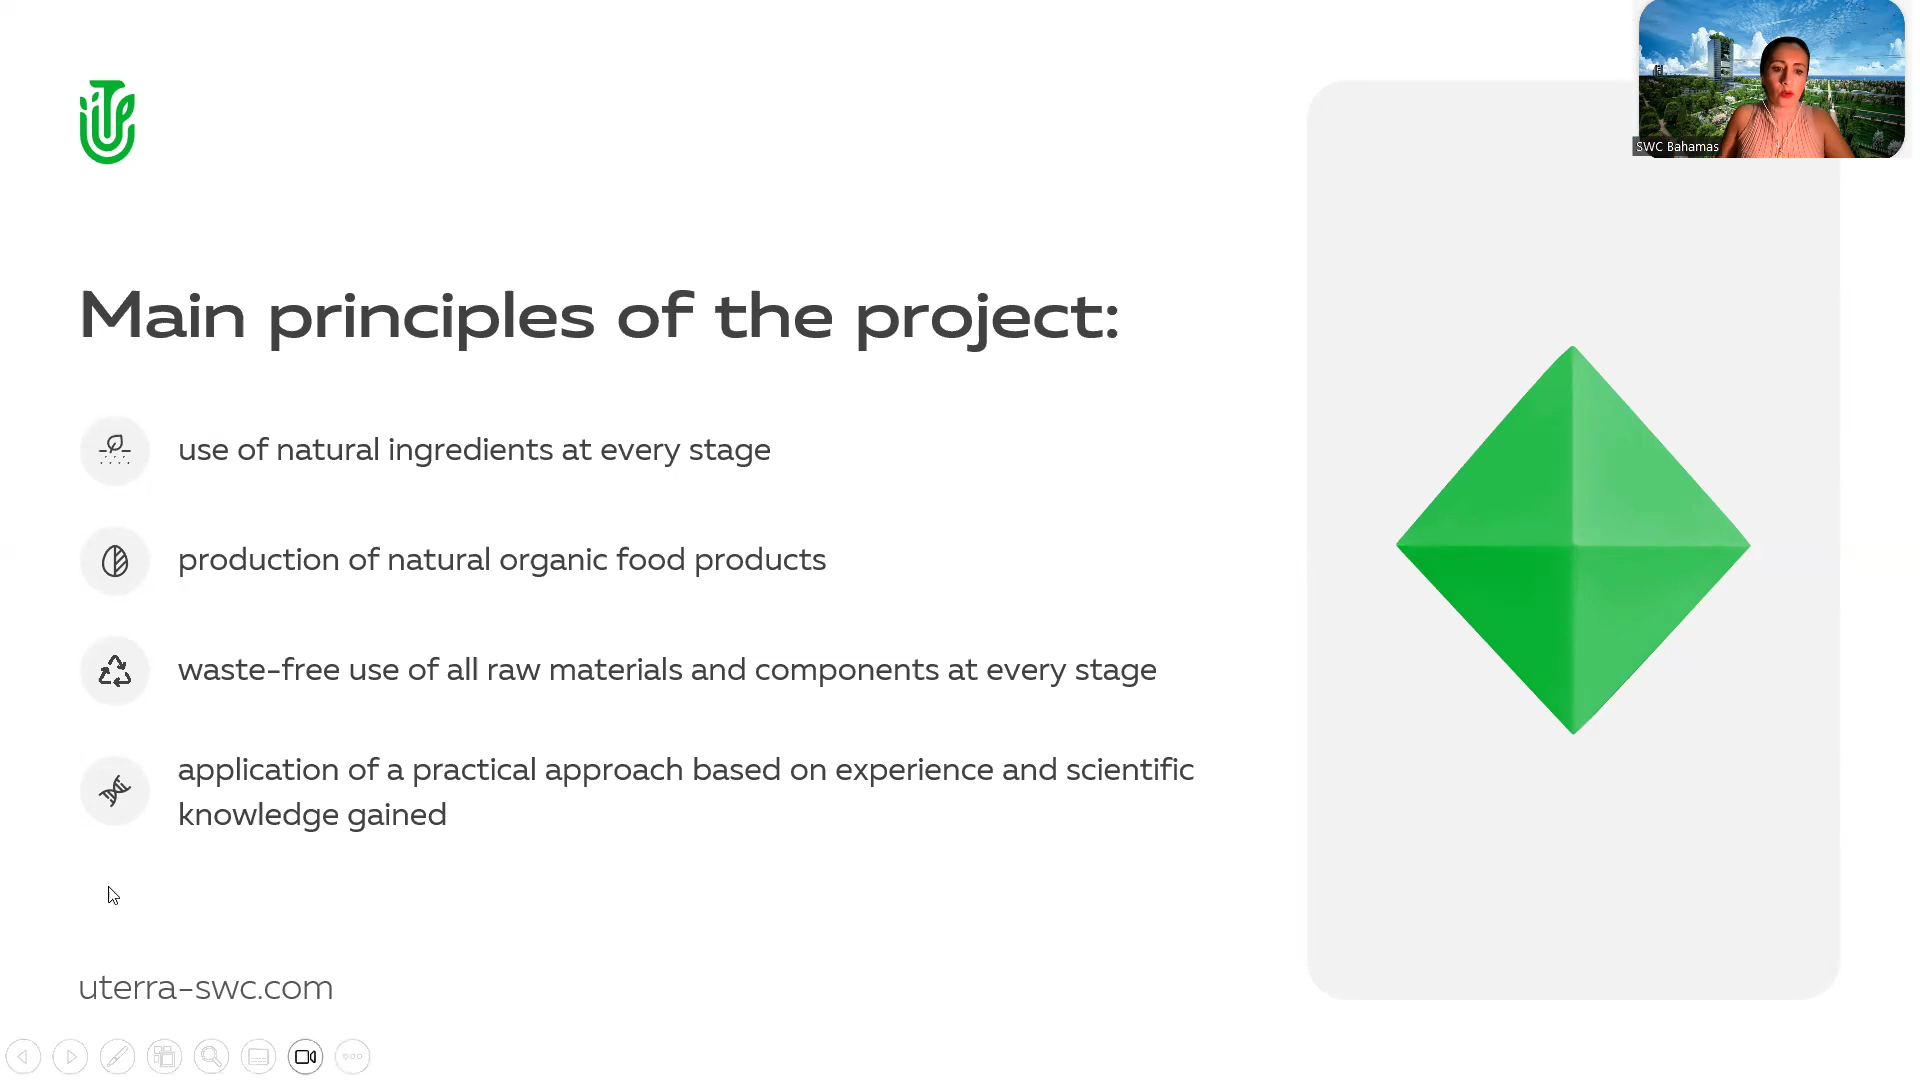 SWC Bahamas
Main principles of the project:
use of natural ingredients at every stage
production of natural organic food products
waste-free use of all raw materials and components at every stage
application of a practical approach based on experience and scientific
knowledge gained
uterra-swc.com